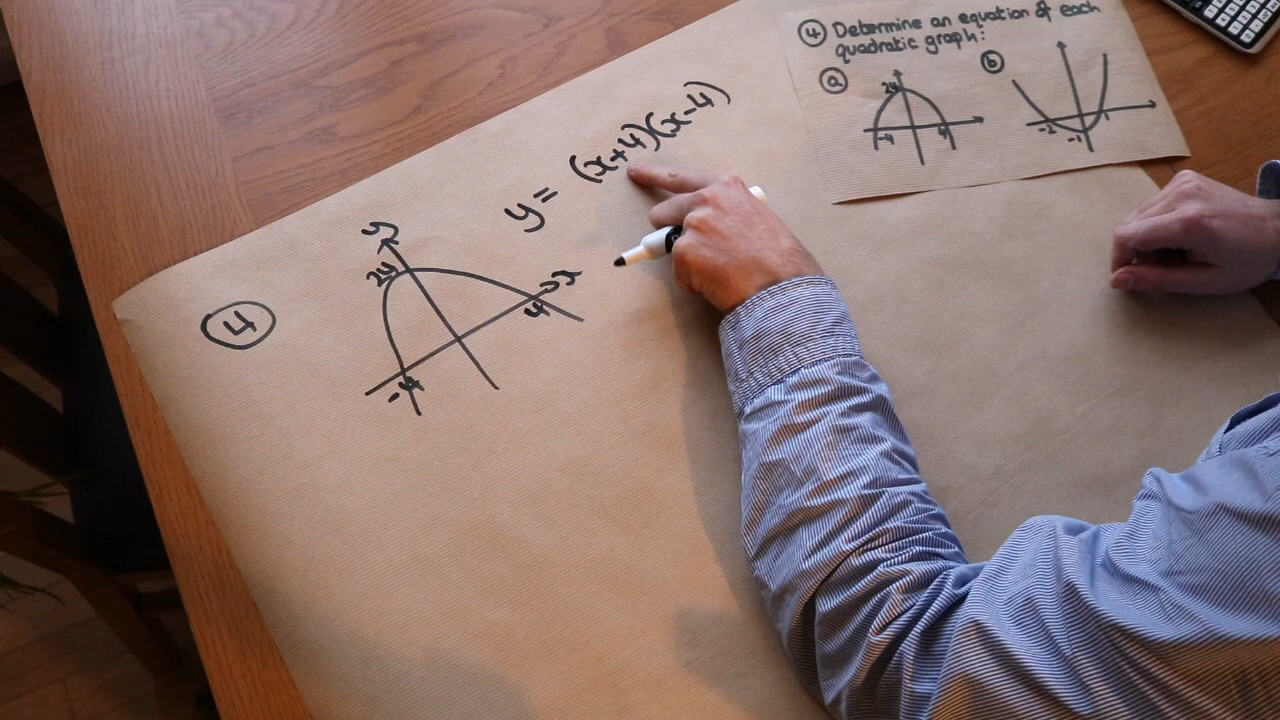 ④ Determine an equation of each
quadratic graph:
ⓐ
24
-4
4
ⓑ
-2
-1
1
y = (x+4)(x-4)
④
y
24
x
4
-4